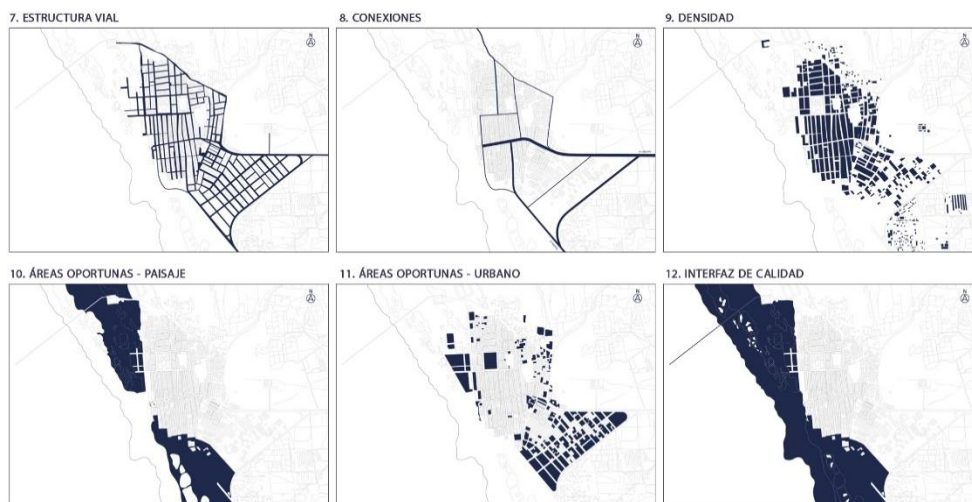 7. ESTRUCTURA VIAL
N
8. CONEXIONES
N
9. DENSIDAD
N
10. ÁREAS OPORTUNAS - PAISAJE
N
11. ÁREAS OPORTUNAS - URBANO
N
12. INTERFAZ DE CALIDAD
N